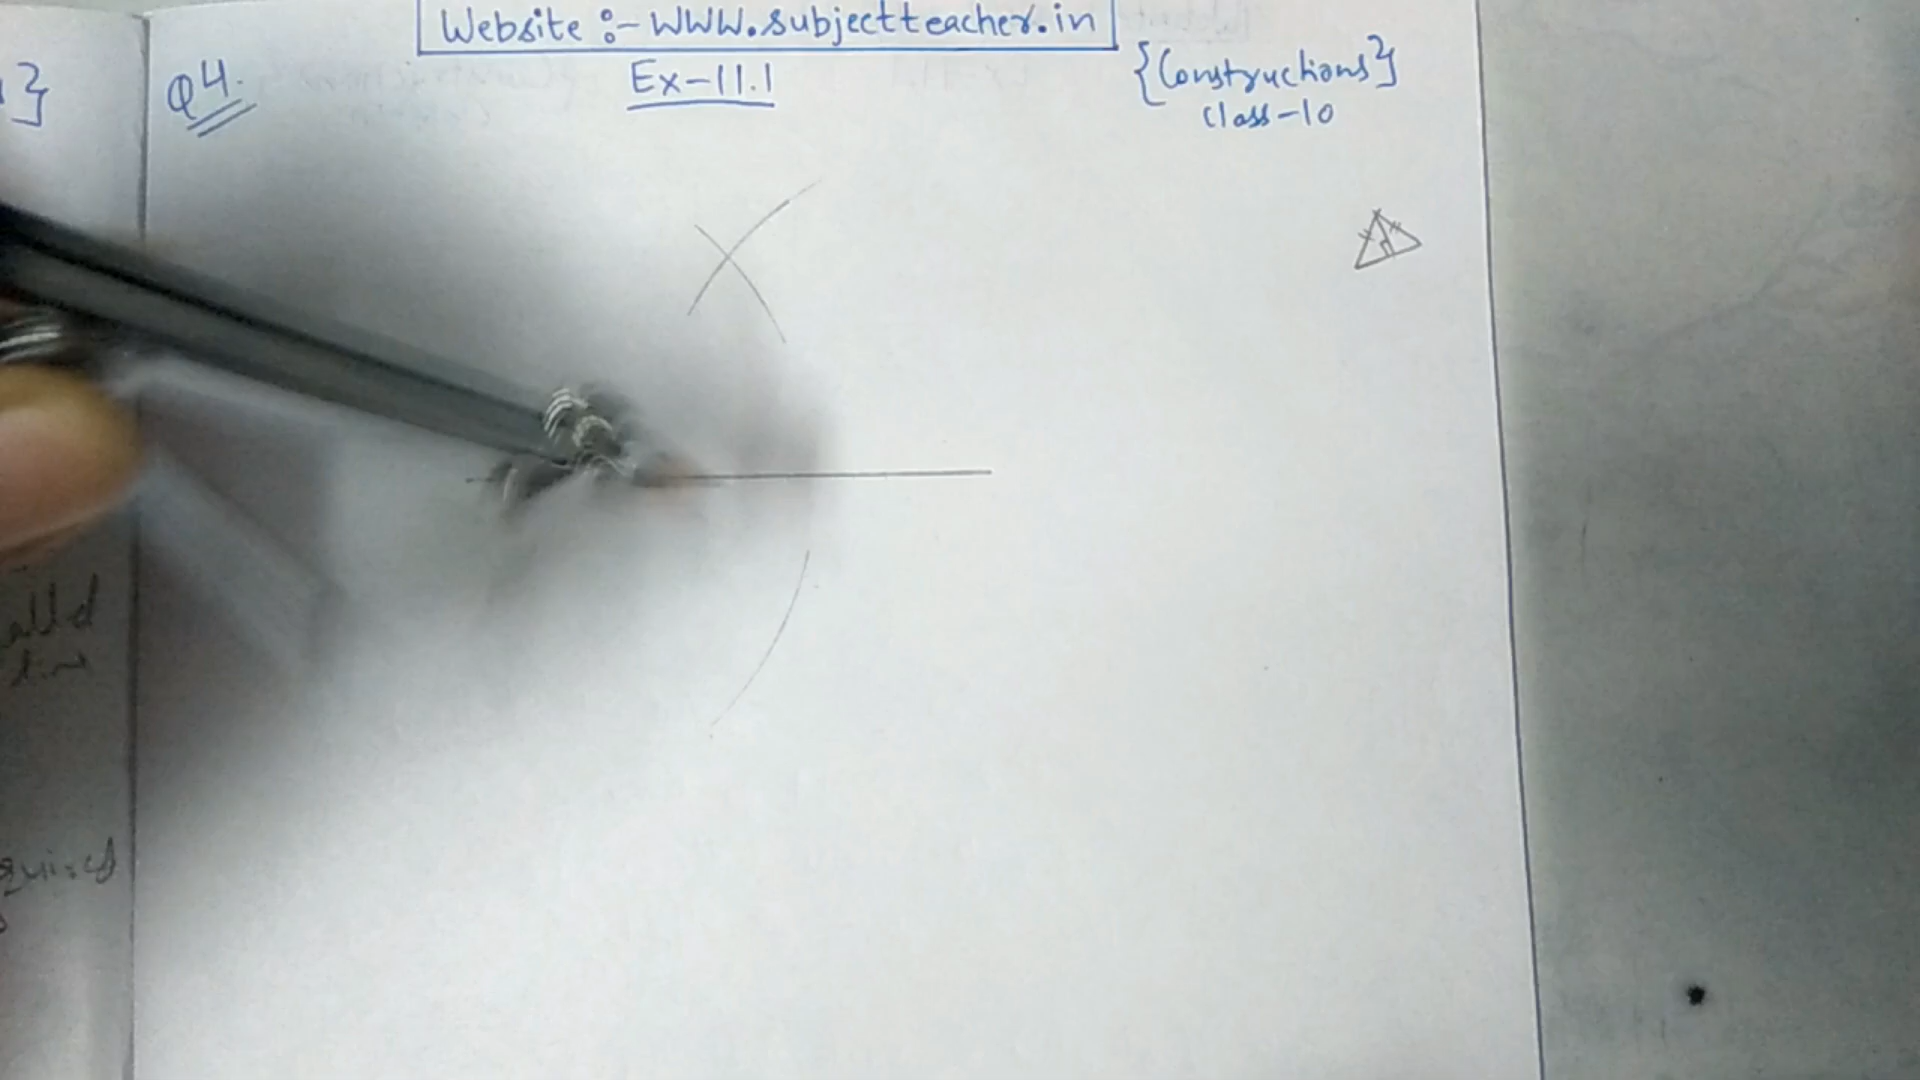 Website :- WWW.subjectteacher.in
Q4.
Ex-11.1
{Constructions}
Class-10